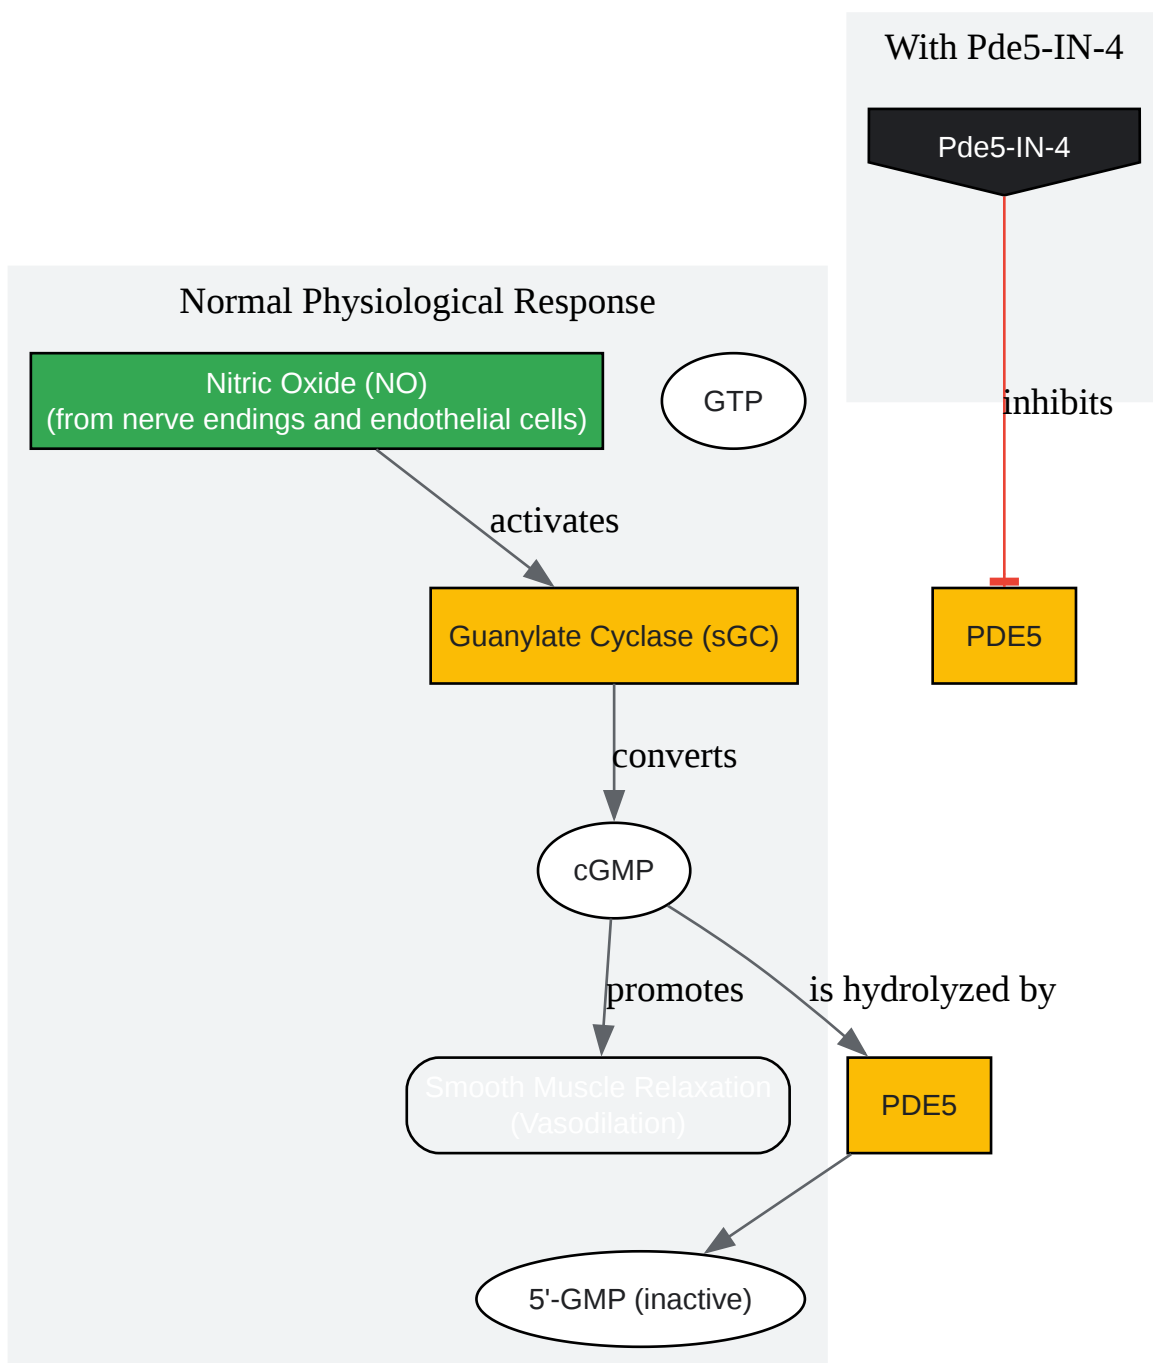 With Pde5-IN-4
Pde5-IN-4
Normal Physiological Response
Nitric Oxide (NO)
(from nerve endings and endothelial cells)
GTP
inhibits
activates
Guanylate Cyclase (sGC)
PDE5
converts
cGMP
promotes
is hydrolyzed by
Smooth Muscle Relaxation
(Vasodilation)
PDE5
5'-GMP (inactive)